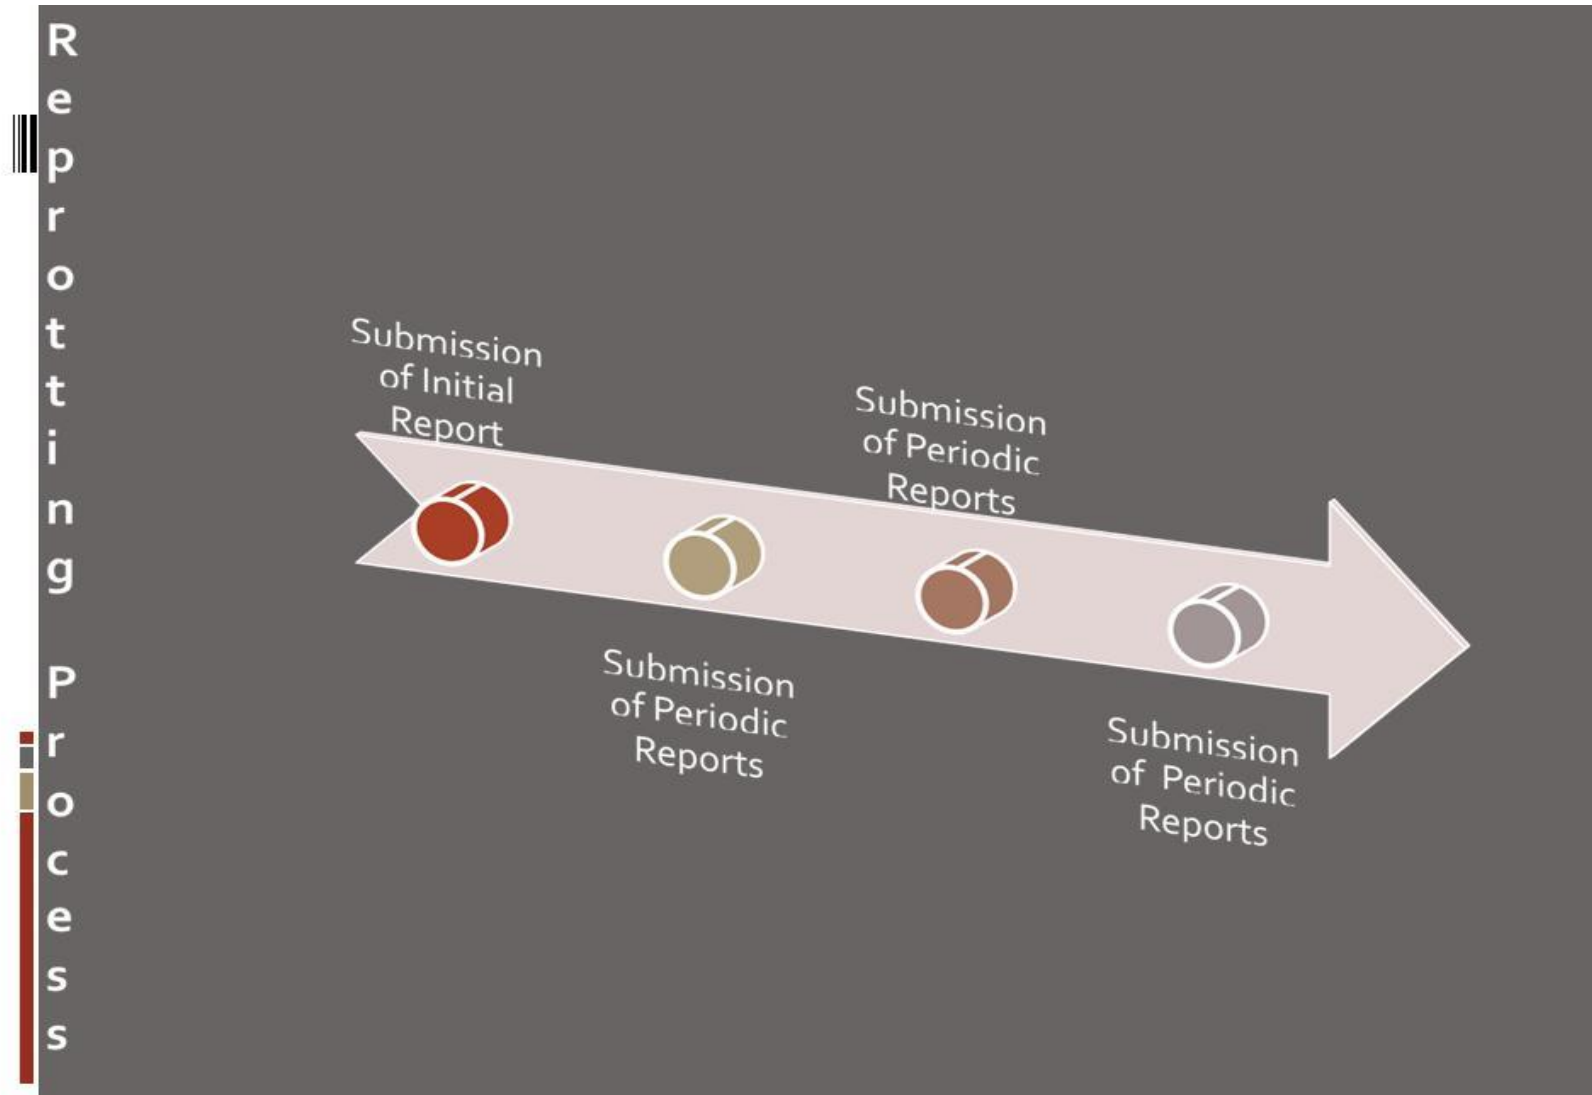 Reprotting Process
Submission
of Initial
Report
Submission
of Periodic
Reports
Submission
of Periodic
Reports
Submission
of Periodic
Reports